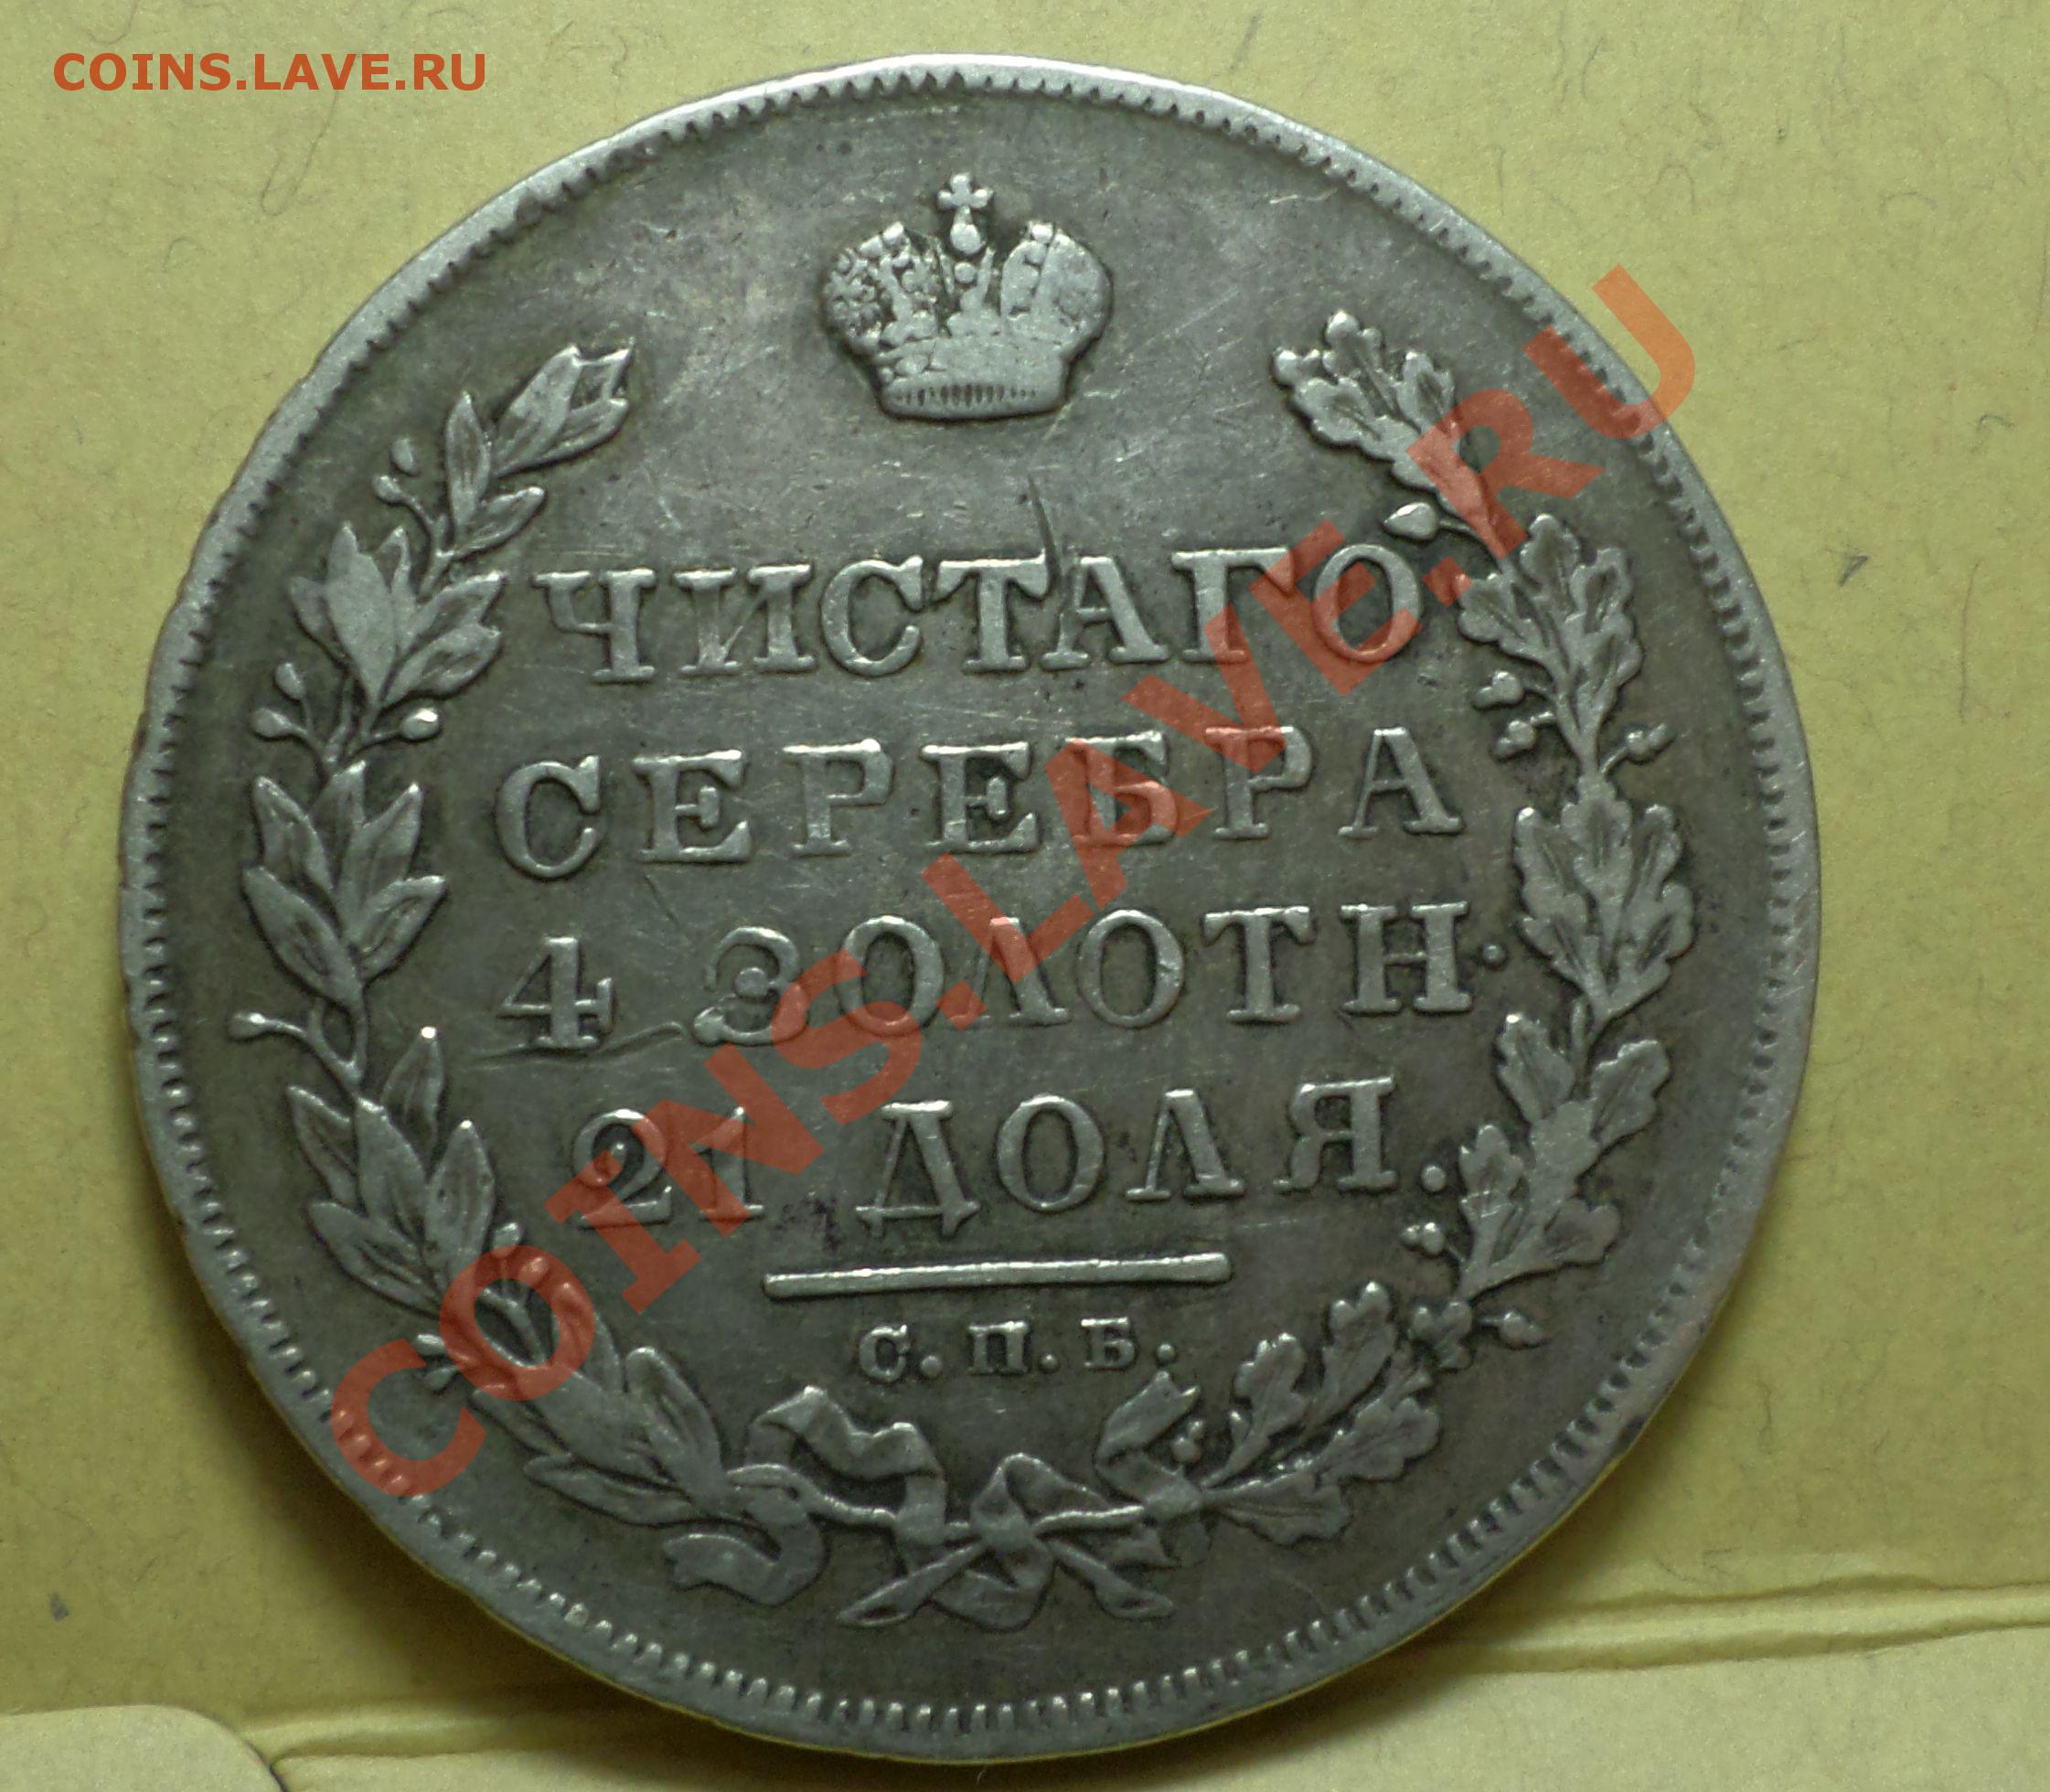 COINS.LAVE.RU
ЧИСТАГО
СЕРЕБРА
4 ЗОЛОТН.
21 ДОЛЯ.
С.П.Б.
COINS.LAVE.RU